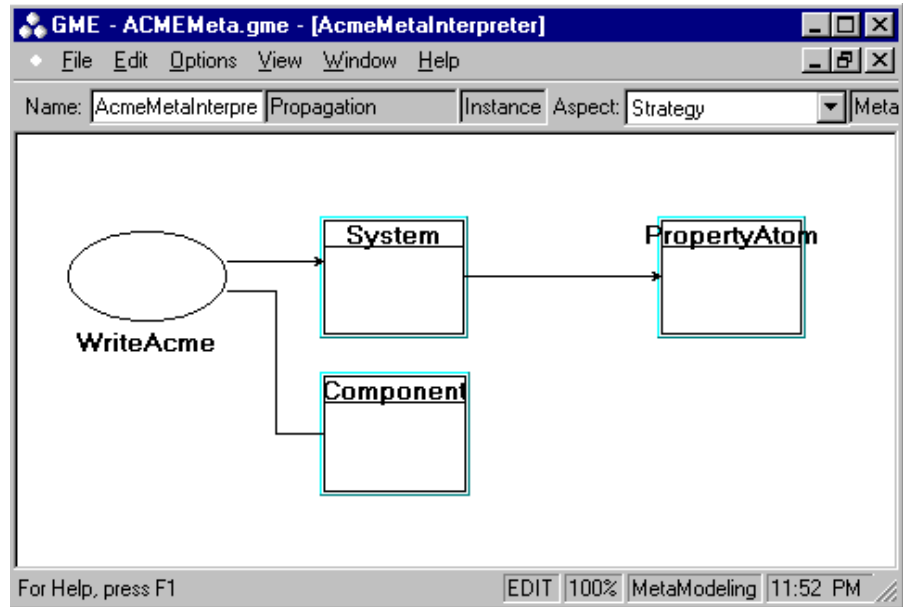 GME - ACMEMeta.gme - [AcmeMetaInterpreter]
File Edit Options View Window Help
Name: AcmeMetaInterpre Propagation Instance Aspect: Strategy Meta
System PropertyAtom
WriteAcme
Component
For Help, press F1 EDIT 100% MetaModeling 11:52 PM